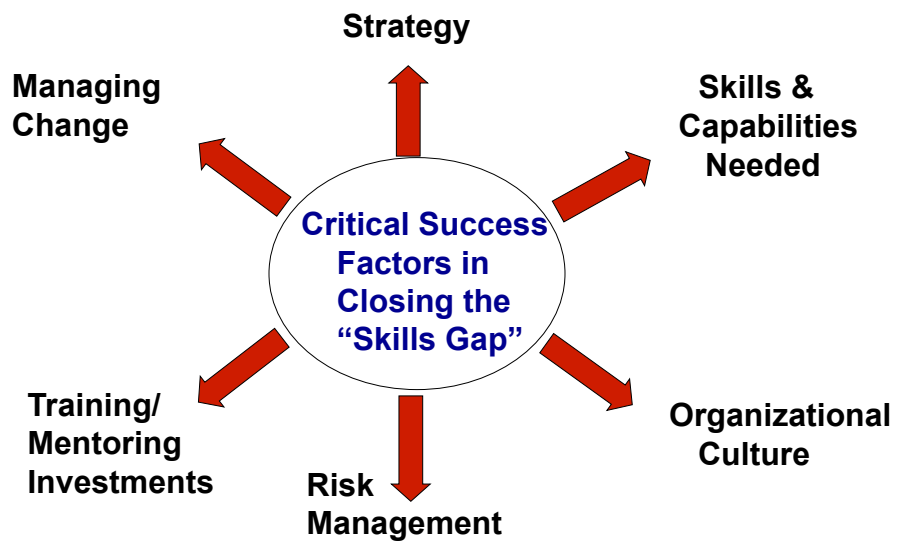 Strategy
Managing
Change
Skills &
Capabilities
Needed
Critical Success
Factors in
Closing the
“Skills Gap”
Training/
Mentoring
Investments
Risk
Management
Organizational
Culture